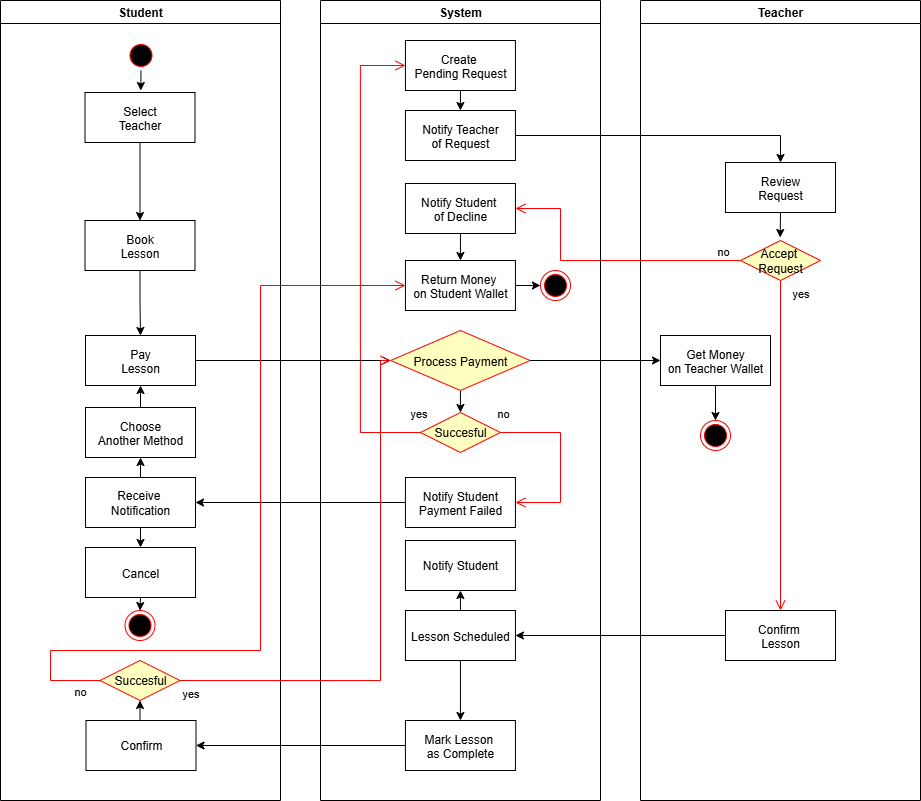 Student
System
Teacher
Select
Teacher
Book
Lesson
Pay
Lesson
Choose
Another Method
Receive
Notification
Cancel
Succesful
no
yes
Confirm
Create
Pending Request
Notify Teacher
of Request
Notify Student
of Decline
Return Money
on Student Wallet
Process Payment
yes
no
Succesful
Notify Student
Payment Failed
Notify Student
Lesson Scheduled
Mark Lesson
as Complete
Review
Request
no
Accept
Request
yes
Get Money
on Teacher Wallet
Confirm
Lesson